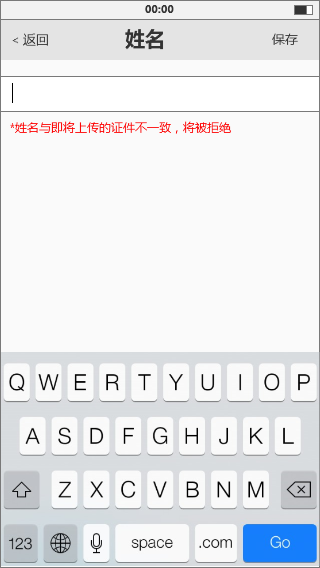 00:00
< 返回 姓名 保存
*姓名与即将上传的证件不一致，将被拒绝
Q W E R T Y U I O P
A S D F G H J K L
Z X C V B N M
123 space .com Go